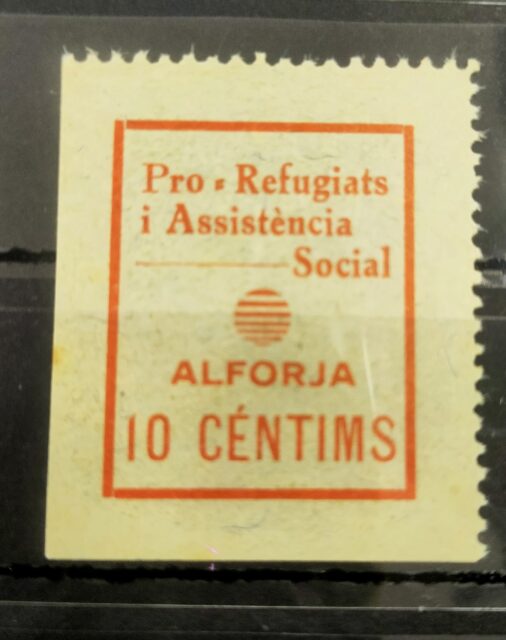 Pro-Refugiats
i Assistència
Social
ALFORJA
10 CÉNTIMS